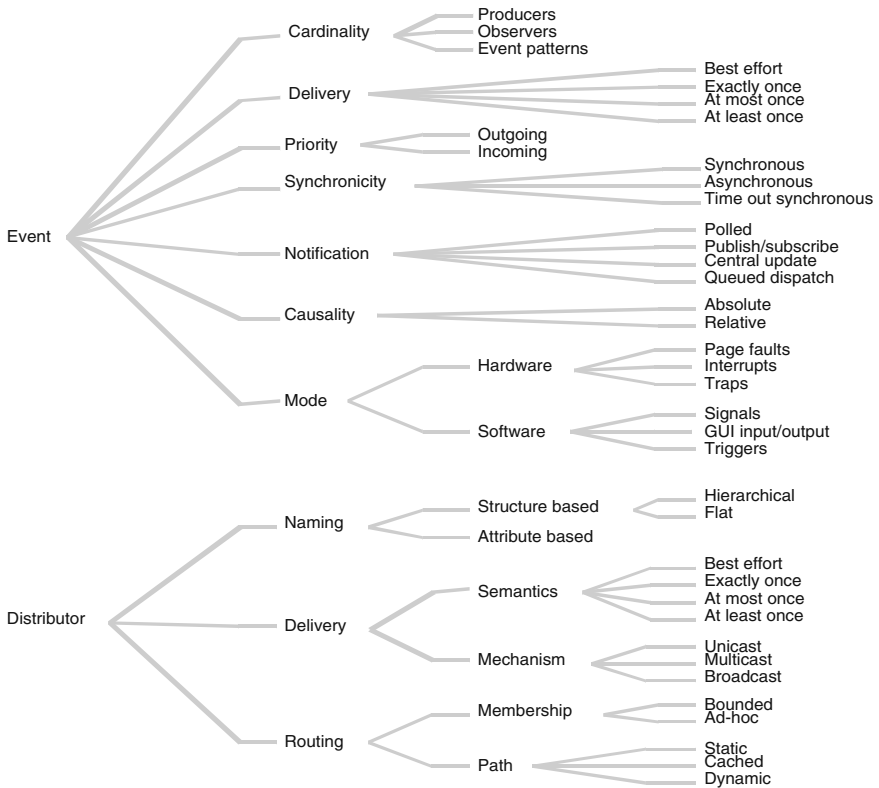 Event
Cardinality
Producers
Observers
Event patterns
Delivery
Best effort
Exactly once
At most once
At least once
Priority
Outgoing
Incoming
Synchronicity
Synchronous
Asynchronous
Time out synchronous
Notification
Polled
Publish/subscribe
Central update
Queued dispatch
Causality
Absolute
Relative
Mode
Hardware
Page faults
Interrupts
Traps
Software
Signals
GUI input/output
Triggers
Distributor
Naming
Structure based
Hierarchical
Flat
Attribute based
Delivery
Semantics
Best effort
Exactly once
At most once
At least once
Mechanism
Unicast
Multicast
Broadcast
Routing
Membership
Bounded
Ad-hoc
Path
Static
Cached
Dynamic